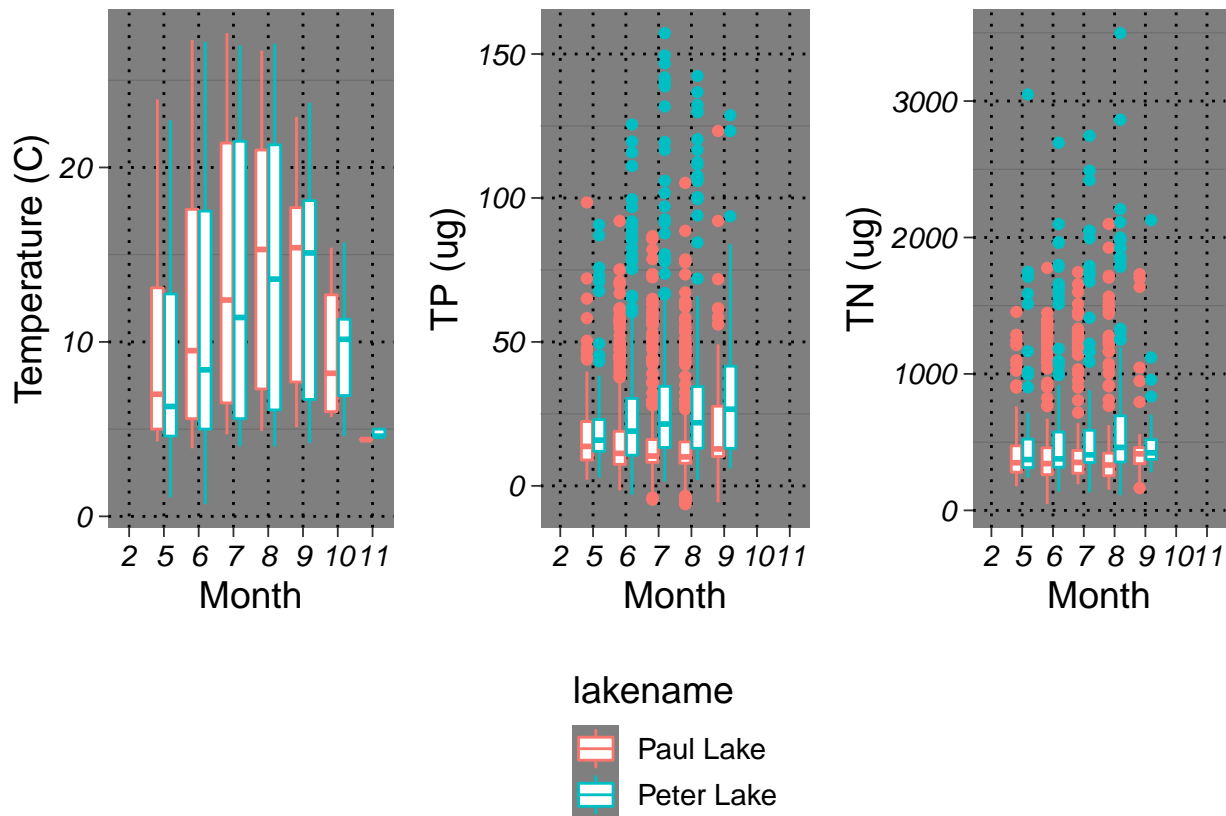 Temperature (C)
20
10
0
2 5 6 7 8 9 10 11
Month
TP (ug)
150
100
50
0
2 5 6 7 8 9 10 11
Month
TN (ug)
3000
2000
1000
0
2 5 6 7 8 9 10 11
Month
lakename
Paul Lake
Peter Lake